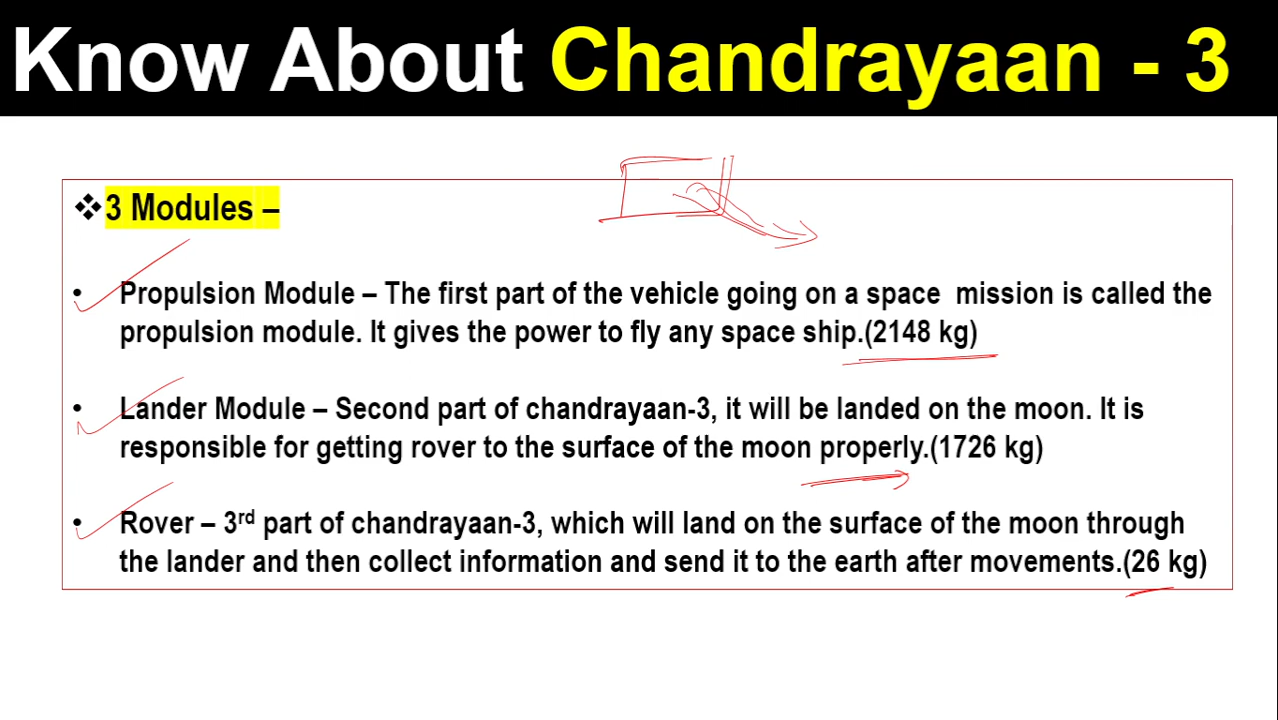 Know About Chandrayaan - 3
❖3 Modules –
• Propulsion Module – The first part of the vehicle going on a space mission is called the
propulsion module. It gives the power to fly any space ship.(2148 kg)
• Lander Module – Second part of chandrayaan-3, it will be landed on the moon. It is
responsible for getting rover to the surface of the moon properly.(1726 kg)
• Rover – 3rd part of chandrayaan-3, which will land on the surface of the moon through
the lander and then collect information and send it to the earth after movements.(26 kg)